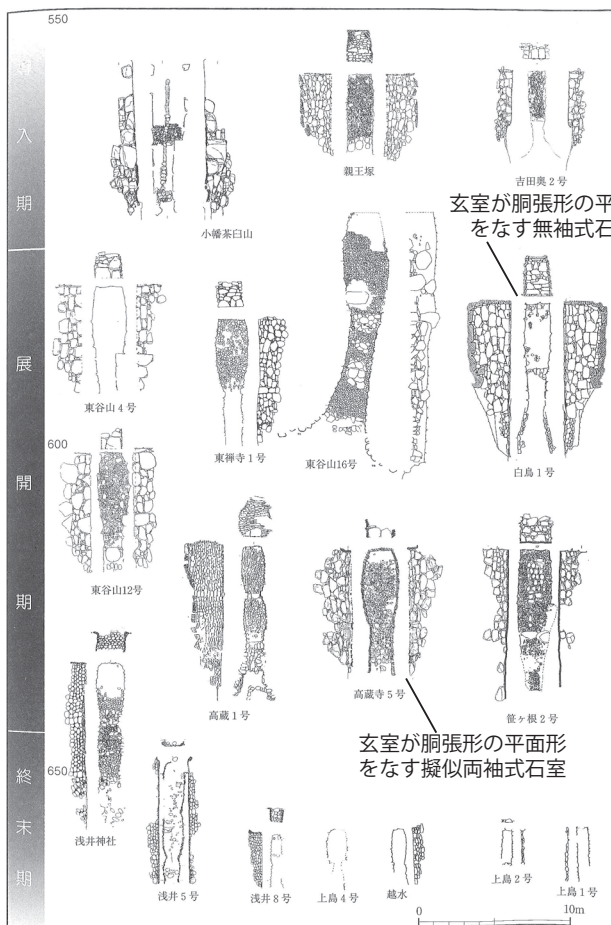 550
入
期
親王塚
吉田奥2号
小幡茶臼山
玄室が胴張形の平
をなす無袖式石
展
開
期
東谷山4号
東禅寺1号
東谷山16号
白鳥1号
600
東谷山12号
高蔵1号
高蔵寺5号
笹ヶ根2号
玄室が胴張形の平面形
をなす擬似両袖式石室
650
終
末
期
浅井神社
浅井5号
浅井8号
上島4号
越水
上島2号
上島1号
0 10m